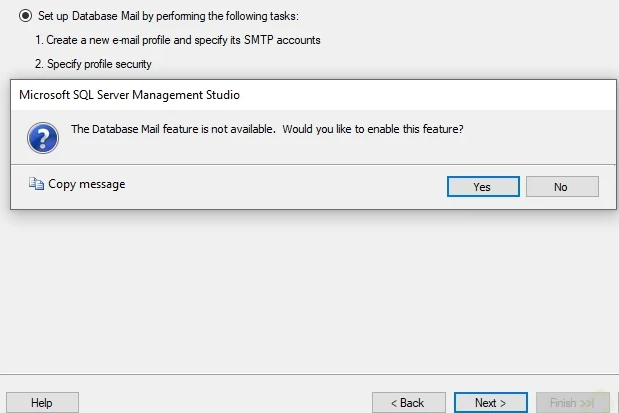 Set up Database Mail by performing the following tasks:
1. Create a new e-mail profile and specify its SMTP accounts
2. Specify profile security
Microsoft SQL Server Management Studio
The Database Mail feature is not available.  Would you like to enable this feature?
Copy message
Yes
No
Help
< Back
Next >
Finish >>|